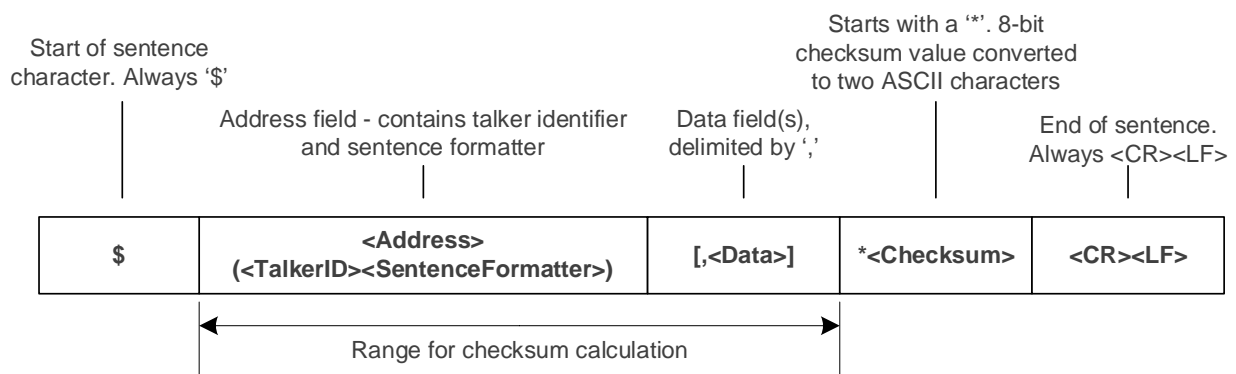 Start of sentence
character. Always ‘$’
Address field - contains talker identifier
and sentence formatter
Data field(s),
delimited by ‘,’
Starts with a ‘*’. 8-bit
checksum value converted
to two ASCII characters
End of sentence.
Always <CR><LF>
$
<Address>
(<TalkerID><SentenceFormatter>)
[,<Data>]
*<Checksum>
<CR><LF>
Range for checksum calculation